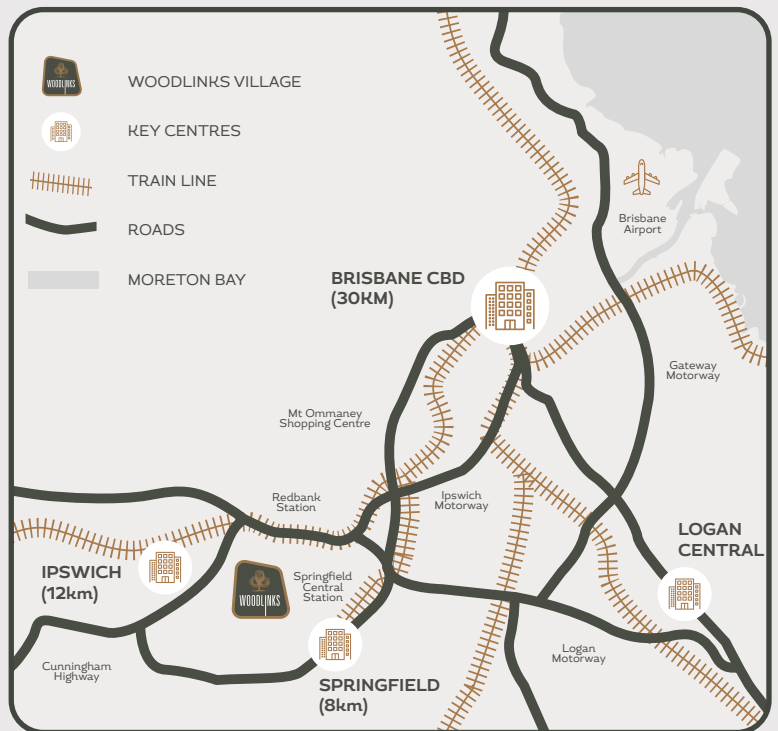 WOODLINKS
WOODLINKS VILLAGE
KEY CENTRES
TRAIN LINE
ROADS
MORETON BAY
Brisbane
Airport
BRISBANE CBD
(30KM)
Gateway
Motorway
Mt Ommaney
Shopping Centre
Redbank
Station
Ipswich
Motorway
LOGAN
CENTRAL
IPSWICH
(12km)
Springfield
Central
Station
WOODLINKS
Logan
Motorway
Cunningham
Highway
SPRINGFIELD
(8km)